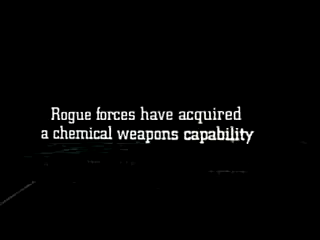 Rogue forces have acquired
a chemical weapons capability